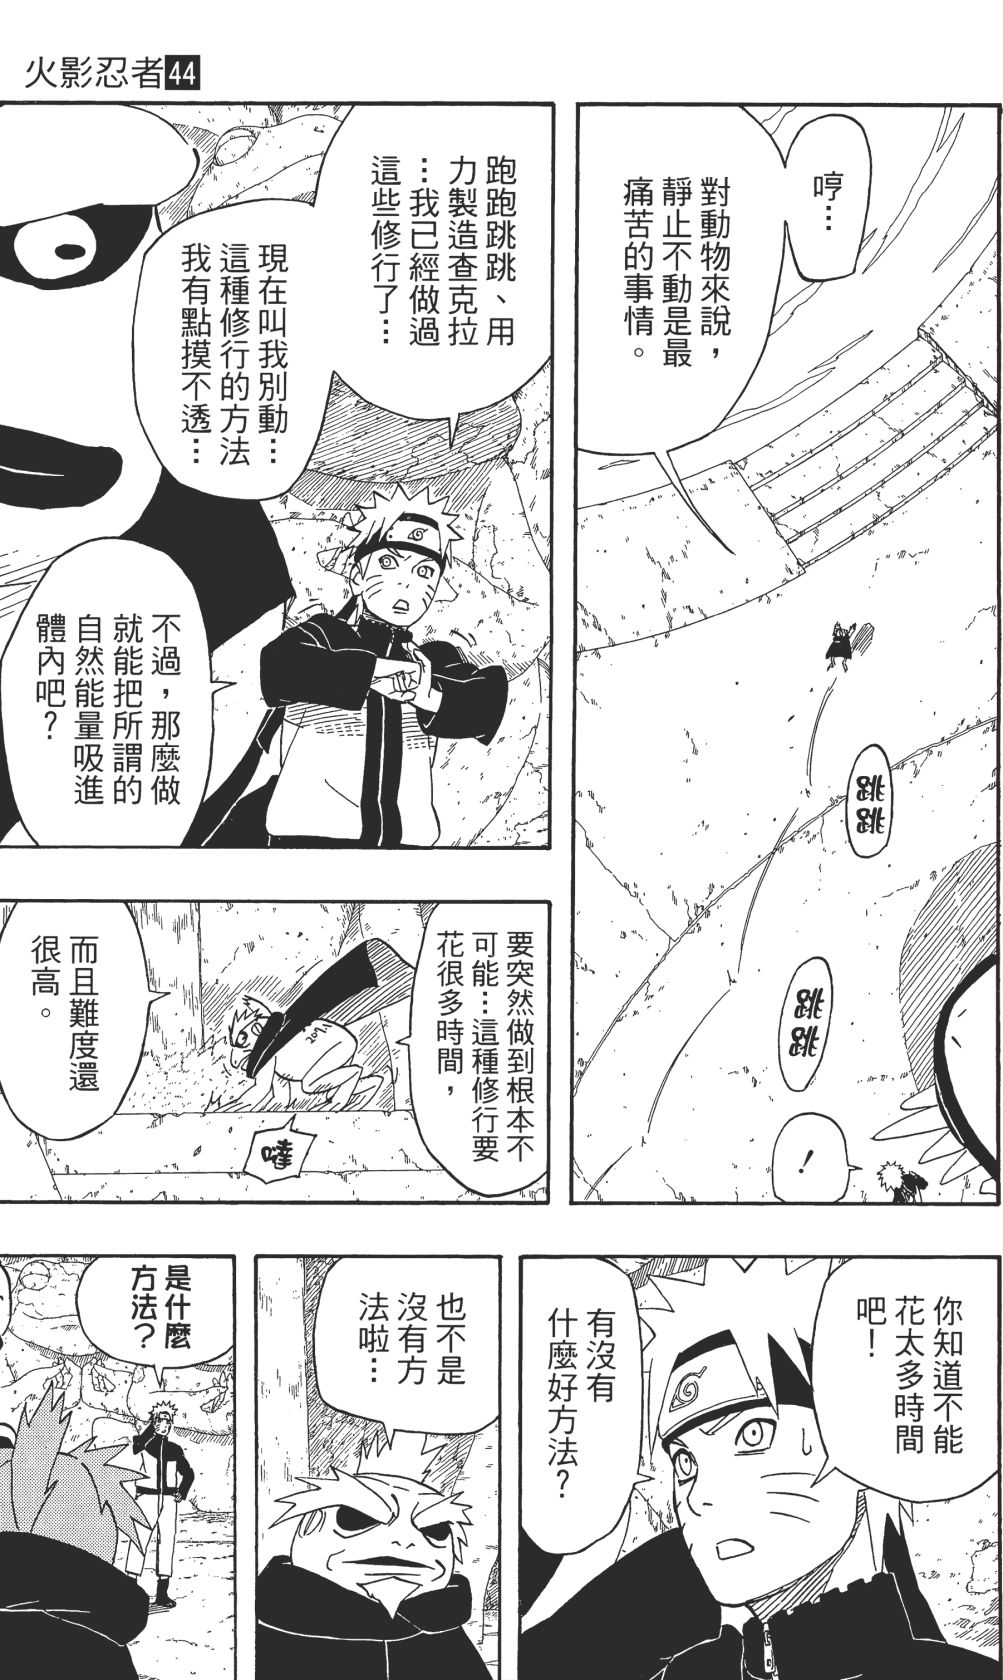 火影忍者44
哼⋯
對動物來說，
靜止不動是最
痛苦的事情。
跳跳
跳跳
！
跑跑跳跳、用
力製造查克拉
⋯我已經做過
這些修行了⋯
現在叫我別動⋯
這種修行的方法
我有點摸不透⋯
不過，那麼做
就能把所謂的
自然能量吸進
體內吧？
要突然做到根本不
可能⋯這種修行要
花很多時間，
噠
而且難度還
很高。
你知道不能
花太多時間
吧！
有沒有
什麼好方法？
也不是
沒有方
法啦⋯
是什麼
方法？